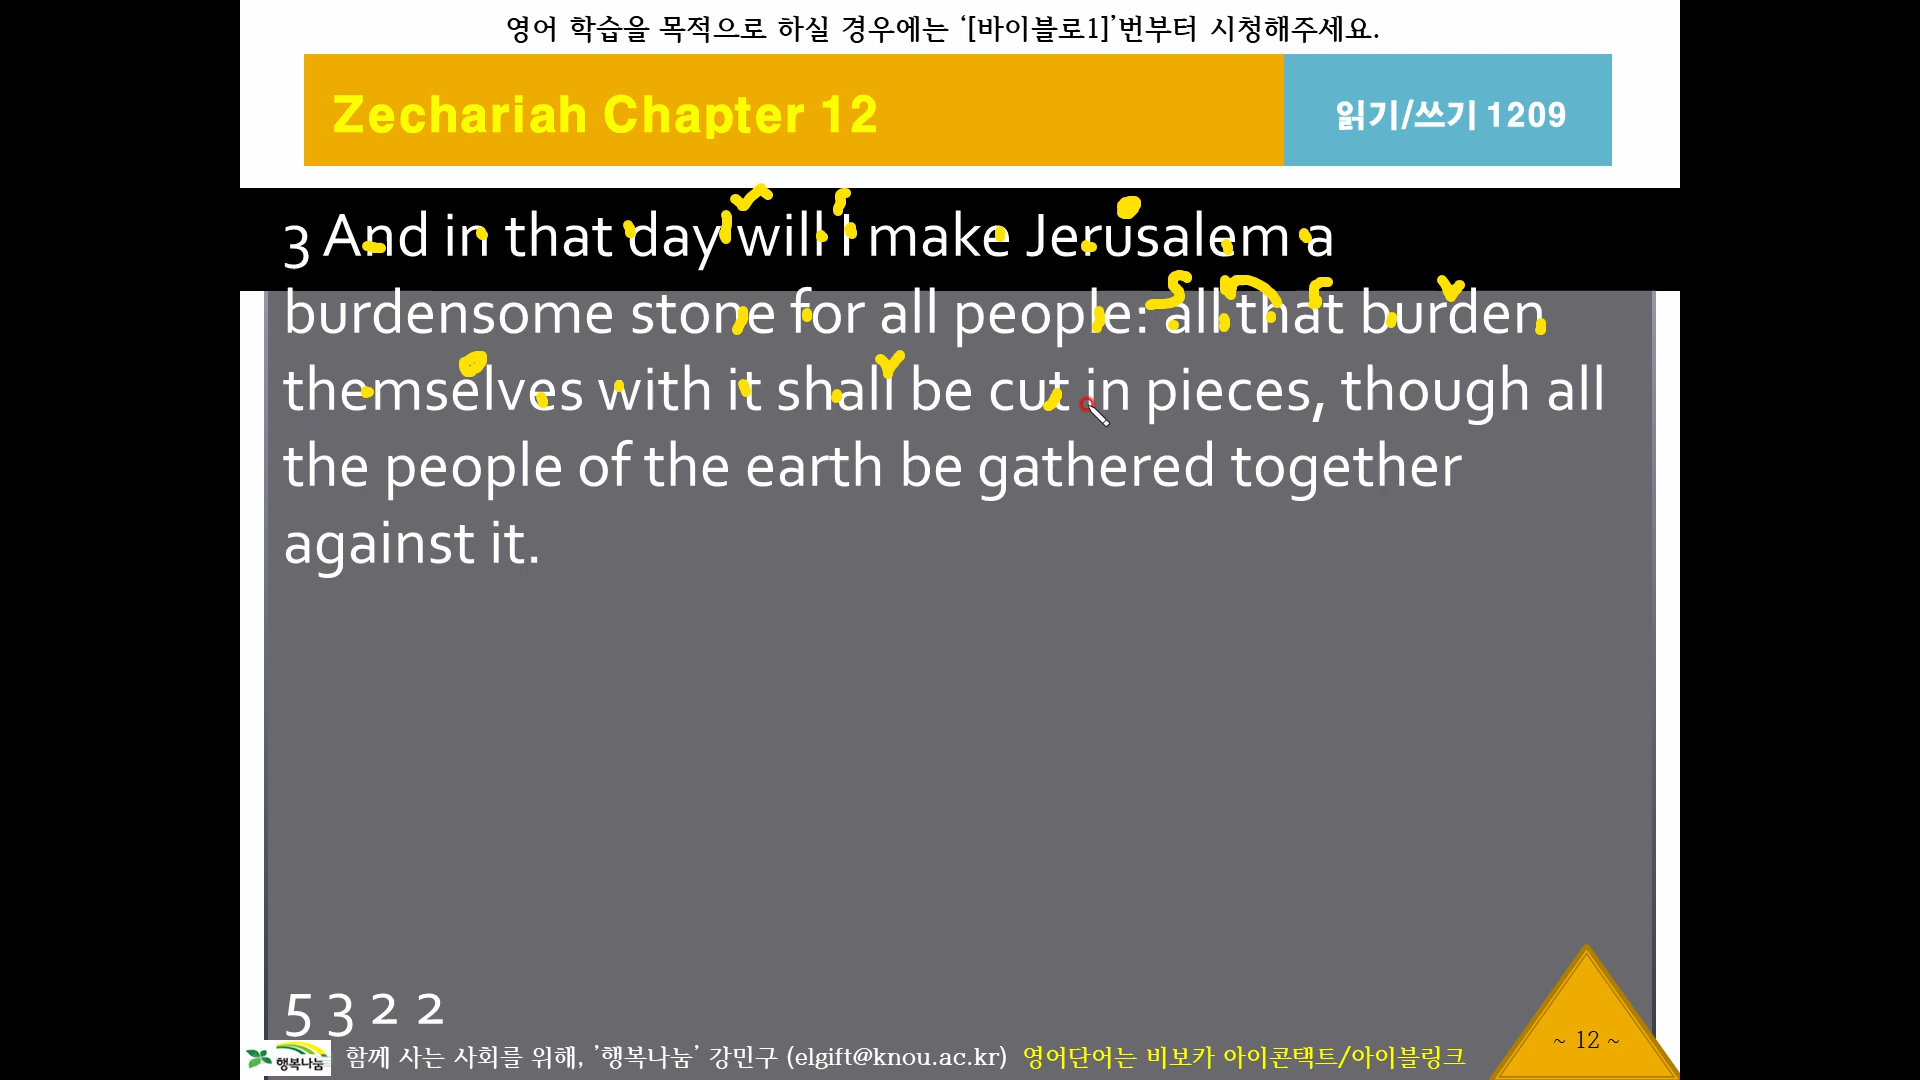 영어 학습을 목적으로 하실 경우에는 ‘[바이블로1]’번부터 시청해주세요.
Zechariah Chapter 12
읽기/쓰기 1209
3 And in that day will I make Jerusalem a
burdensome stone for all people: all that burden
themselves with it shall be cut in pieces, though all
the people of the earth be gathered together
against it.
5 3 2 2
~ 12 ~
행복나눔 함께 사는 사회를 위해, ’행복나눔’ 강민구 (elgift@knou.ac.kr) 영어단어는 비보카 아이콘택트/아이블링크